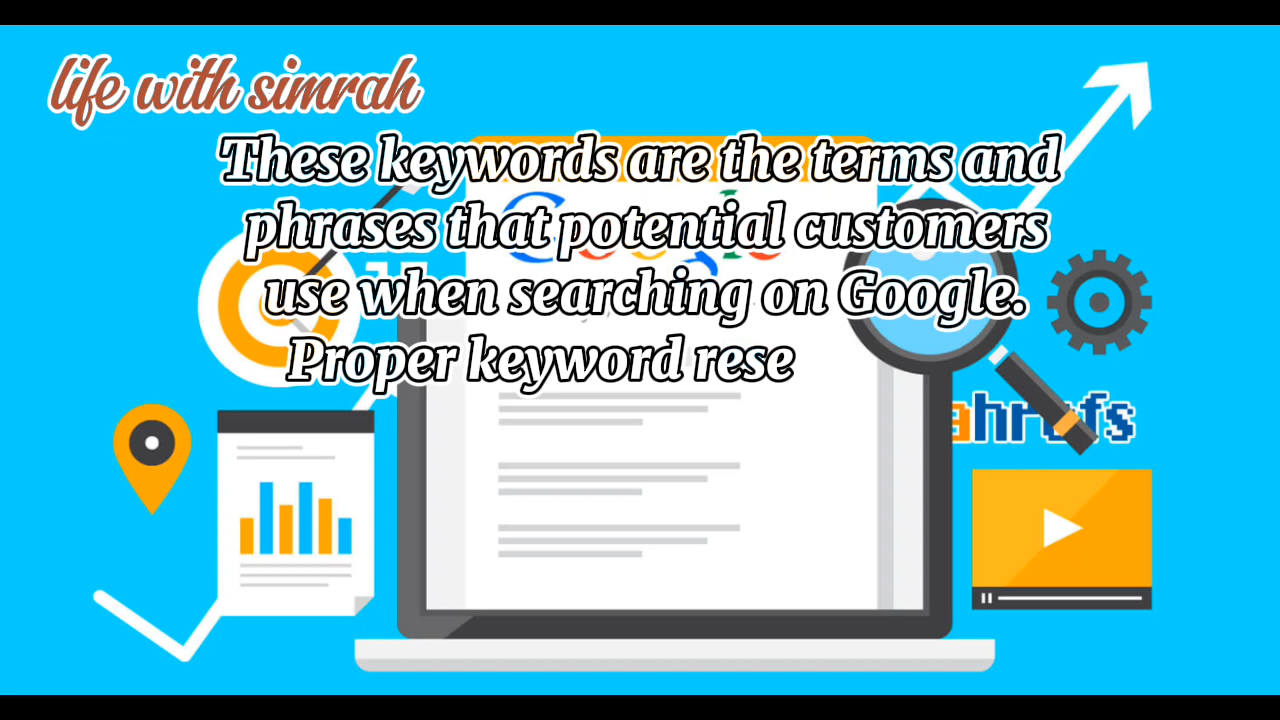 life with simrah
These keywords are the terms and
phrases that potential customers
use when searching on Google.
Proper keyword rese
Google
ahrefs